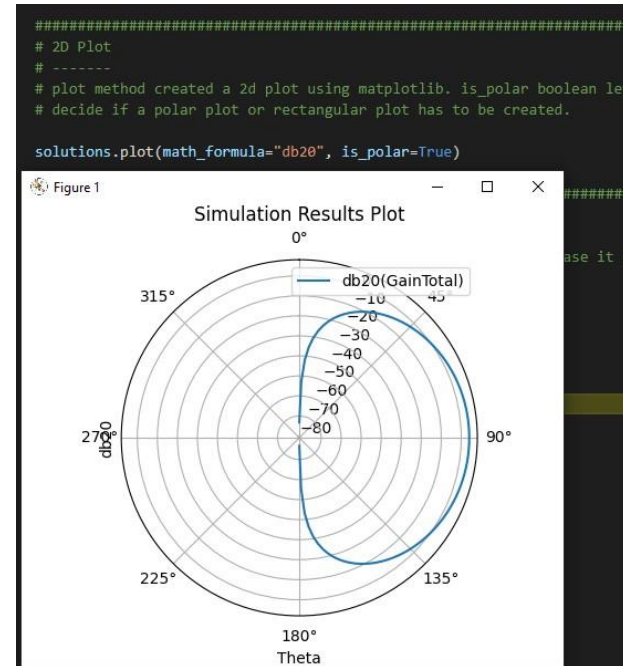 ################################################################################
# 2D Plot
# -------
# plot method created a 2d plot using matplotlib. is_polar boolean le
# decide if a polar plot or rectangular plot has to be created.
solutions.plot(math_formula="db20", is_polar=True)
Figure 1
#######
Simulation Results Plot
0°
ase it
db20(GainTotal)
315°
−10
45°
−20
−30
−40
−50
−60
−70
−80
270°
db20
90°
225°
135°
180°
Theta